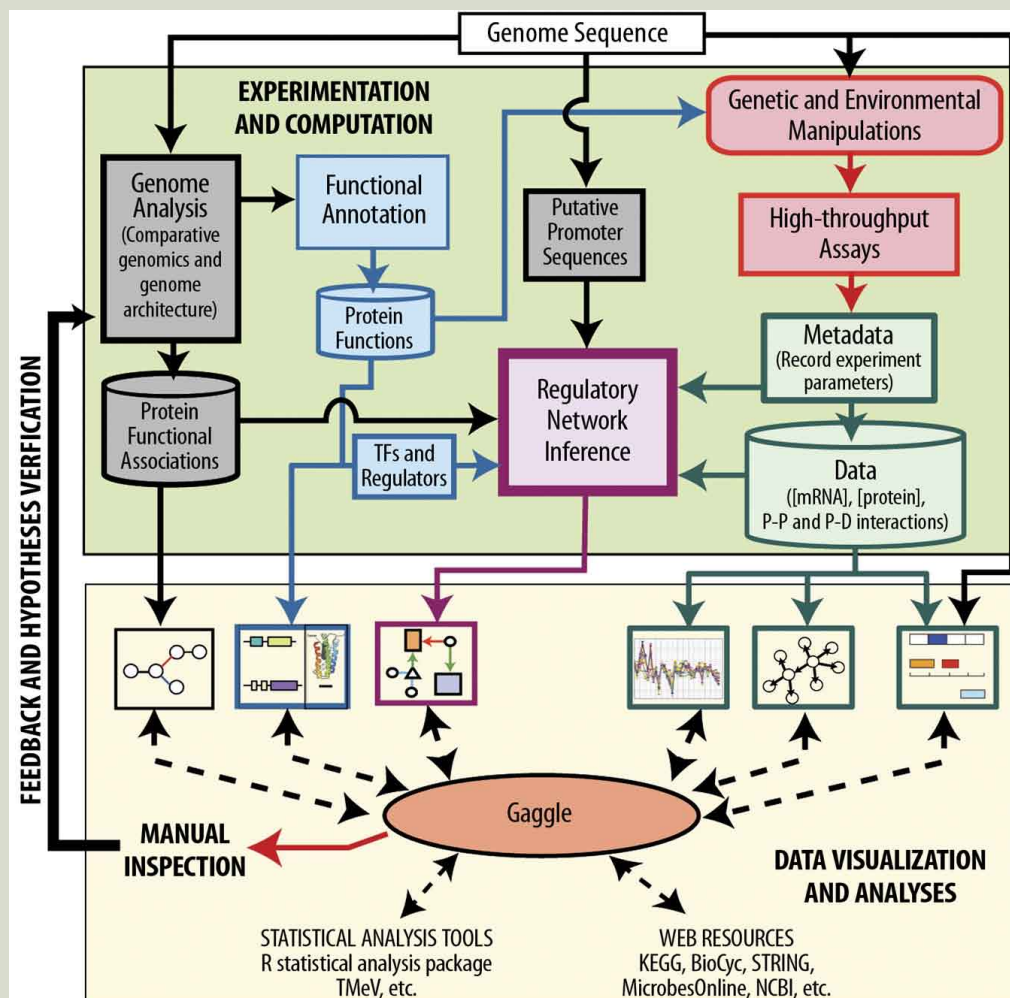 Genome Sequence
EXPERIMENTATION
AND COMPUTATION
Genetic and Environmental
Manipulations
Genome
Analysis
(Comparative
genomics and
genome
architecture)
Functional
Annotation
Putative
Promoter
Sequences
High-throughput
Assays
Protein
Functions
Metadata
(Record experiment
parameters)
Regulatory
Network
Inference
Protein
Functional
Associations
TFs and
Regulators
Data
([mRNA], [protein],
P-P and P-D interactions)
FEEDBACK AND HYPOTHESES VERFICATION
Gaggle
MANUAL
INSPECTION
DATA VISUALIZATION
AND ANALYSES
STATISTICAL ANALYSIS TOOLS
R statistical analysis package
TMeV, etc.
WEB RESOURCES
KEGG, BioCyc, STRING,
MicrobesOnline, NCBI, etc.